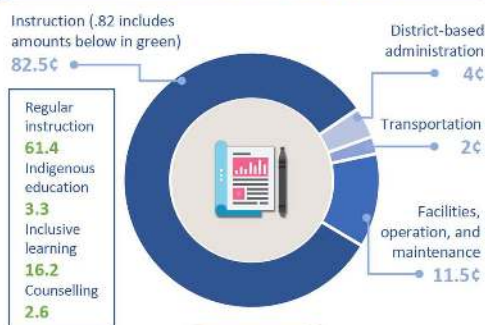 Instruction (.82 includes
amounts below in green)
82.5¢
Regular
instruction
61.4
Indigenous
education
3.3
Inclusive
learning
16.2
Counselling
2.6
District-based
administration
4¢
Transportation
2¢
Facilities,
operation, and
maintenance
11.5¢